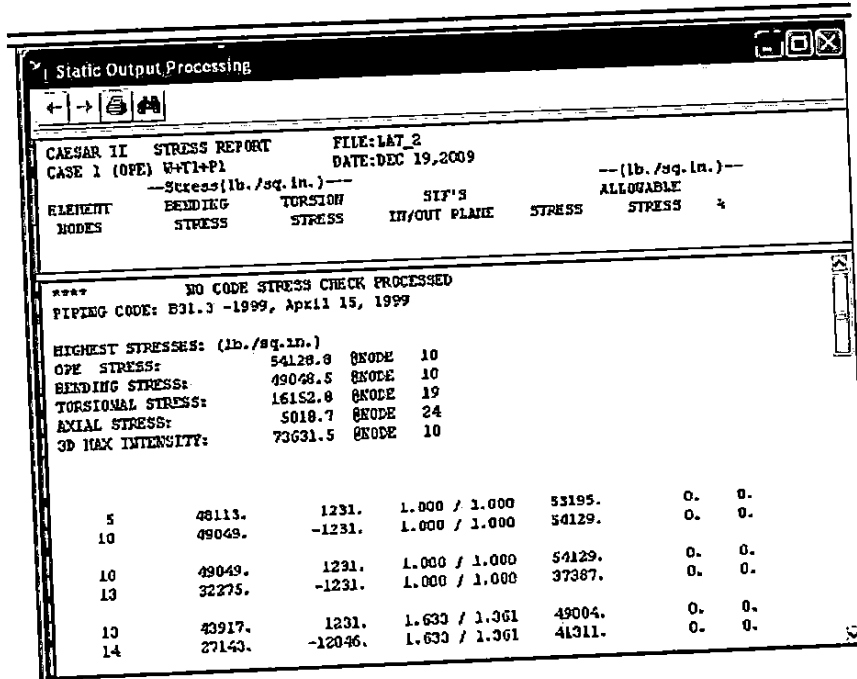 Static Output Processing
CAESAR II STRESS REPORT FILE:LAT_2
CASE 1 (OPE) W+T1+P1 DATE:DEC 19,2009
--Stress(lb./sq.in.)-- --(lb./sq.in.)--
ELEMENT BENDING TORSION SIF'S ALLOWABLE
NODES STRESS STRESS IN/OUT PLANE STRESS STRESS %
**** NO CODE STRESS CHECK PROCESSED
PIPING CODE: B31.3 -1999, April 15, 1999
HIGHEST STRESSES: (lb./sq.in.)
OPE STRESS: 54128.8 @NODE 10
BENDING STRESS: 49048.5 @NODE 10
TORSIONAL STRESS: 16152.8 @NODE 19
AXIAL STRESS: 5018.7 @NODE 24
3D MAX INTENSITY: 73631.5 @NODE 10
5 48113. 1231. 1.000 / 1.000 53195. 0. 0.
10 49049. -1231. 1.000 / 1.000 54129. 0. 0.
10 49049. 1231. 1.000 / 1.000 54129. 0. 0.
13 32275. -1231. 1.000 / 1.000 37387. 0. 0.
13 43917. 1231. 1.633 / 1.361 49004. 0. 0.
14 27143. -12046. 1.633 / 1.361 41311. 0. 0.